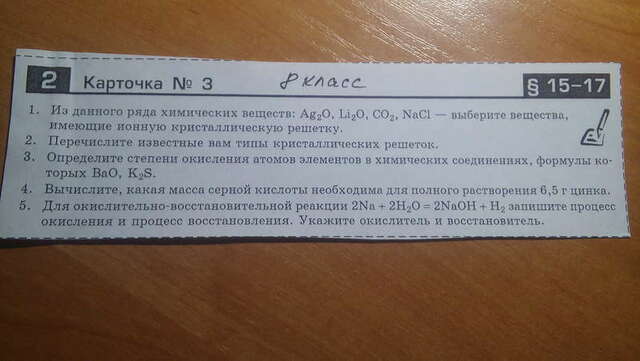 2 Карточка № 3 8 класс § 15–17
1. Из данного ряда химических веществ: Ag₂O, Li₂O, CO₂, NaCl — выберите вещества,
имеющие ионную кристаллическую решетку.
2. Перечислите известные вам типы кристаллических решеток.
3. Определите степени окисления атомов элементов в химических соединениях, формулы ко-
торых BaO, K₂S.
4. Вычислите, какая масса серной кислоты необходима для полного растворения 6,5 г цинка.
5. Для окислительно-восстановительной реакции 2Na + 2H₂O = 2NaOH + H₂ запишите процесс
окисления и процесс восстановления. Укажите окислитель и восстановитель.